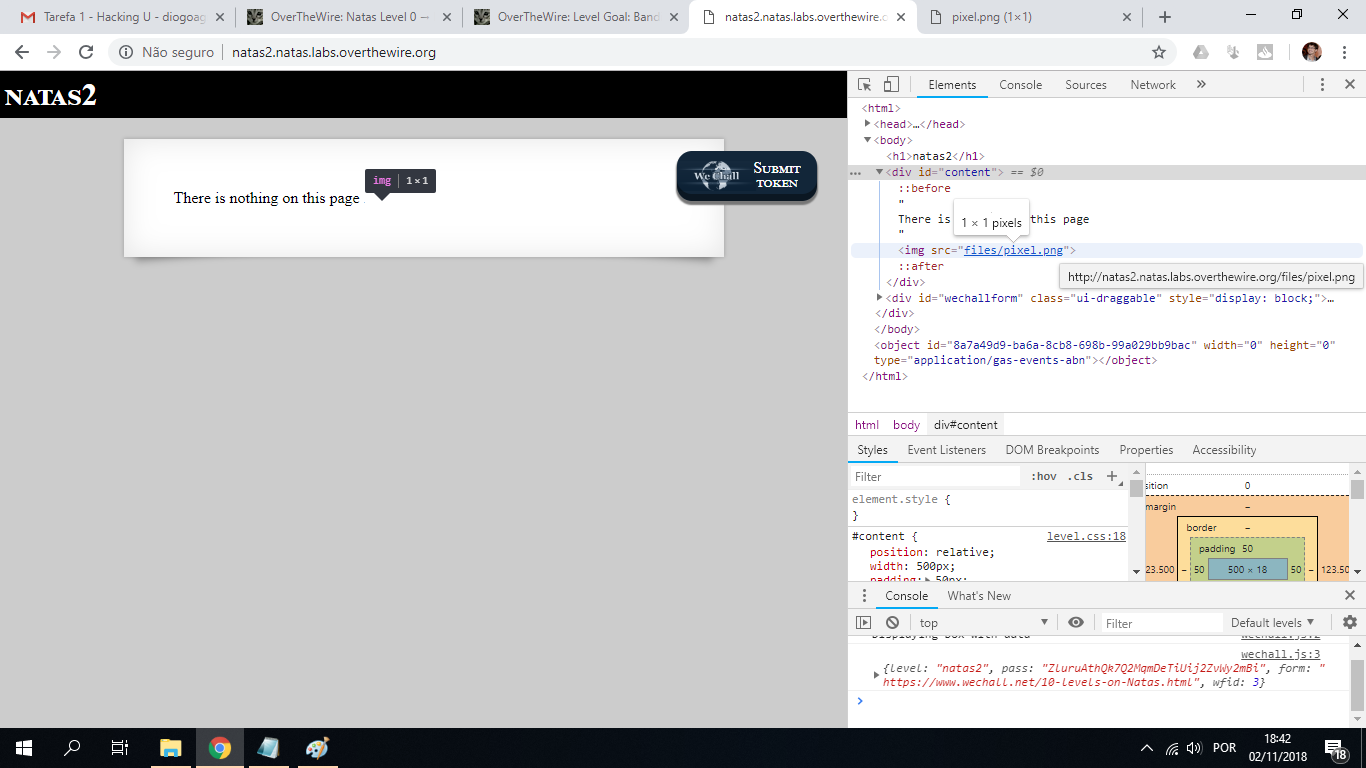 Tarefa 1 - Hacking U - diogoag
OverTheWire: Natas Level 0 —
OverTheWire: Level Goal: Band
natas2.natas.labs.overthewire.o
pixel.png (1×1)
Não seguro
natas2.natas.labs.overthewire.org
NATAS2
There is nothing on this page
img 1×1
We Chall
SUBMIT
TOKEN
Elements
Console
Sources
Network
<html>
<head>…</head>
<body>
<h1>natas2</h1>
<div id="content"> == $0
::before
"
There is this page
1 × 1 pixels
"
<img src="files/pixel.png">
::after
http://natas2.natas.labs.overthewire.org/files/pixel.png
</div>
<div id="wechallform" class="ui-draggable" style="display: block;">…
</div>
</body>
<object id="8a7a49d9-ba6a-8cb8-698b-99a029bb9bac" width="0" height="0"
type="application/gas-events-abn"></object>
</html>
html body div#content
Styles
Event Listeners
DOM Breakpoints
Properties
Accessibility
Filter
:hov .cls +
element.style {
}
#content { level.css:18
position: relative;
width: 500px;
padding: 50px;
sition 0
margin –
border –
padding 50
23.500 – 50 500 × 18 50 – 123.50
Console
What's New
top
Filter
Default levels
Displaying box with data wechall.js:2
wechall.js:3
{level: "natas2", pass: "ZluruAthQk7Q2MqmDeTiUij2ZvWy2mBi", form: "
https://www.wechall.net/10-levels-on-Natas.html", wfid: 3}
POR
18:42
02/11/2018
18